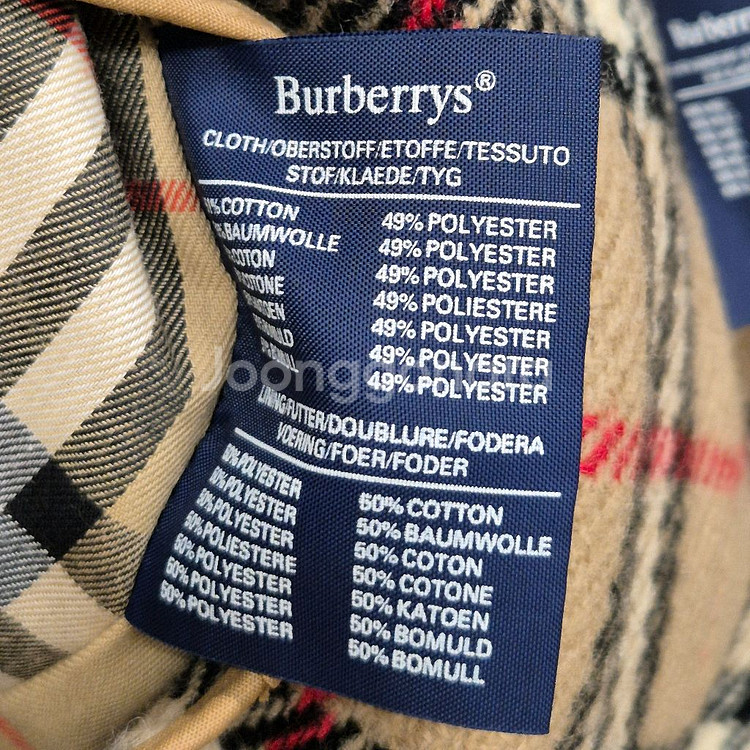 Burberrys®
CLOTH/OBERSTOFF/ETOFFE/TESSUTO
STOF/KLAEDE/TYG
COTTON 49% POLYESTER
BAUMWOLLE 49% POLYESTER
COTON 49% POLYESTER
49% POLIESTERE
49% POLYESTER
49% POLYESTER
49% POLYESTER
LINING/FUTTER/DOUBLURE/FODERA
VOERING/FOER/FODER
POLYESTER 50% COTTON
POLYESTER 50% BAUMWOLLE
50% POLYESTER 50% COTON
50% POLIESTERE 50% COTONE
50% POLYESTER 50% KATOEN
50% POLYESTER 50% BOMULD
50% POLYESTER 50% BOMULL